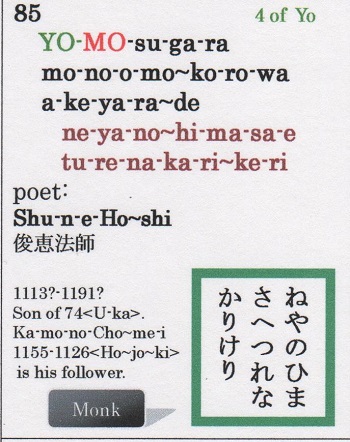 85
4 of Yo
YO-MO-su-ga-ra
mo-no-o-mo~ko-ro-wa
a-ke-ya-ra~de
ne-ya-no~hi-ma-sa-e
tu-re-na-ka-ri~ke-ri
poet:
Shu-n-e-Ho~shi
俊恵法師
1113?-1191?
Son of 74<U-ka>.
Ka-mo-no-Cho~me-i
1155-1126<Ho~jo~ki>
is his follower.
Monk
ねやのひま
さへつれな
かりけり